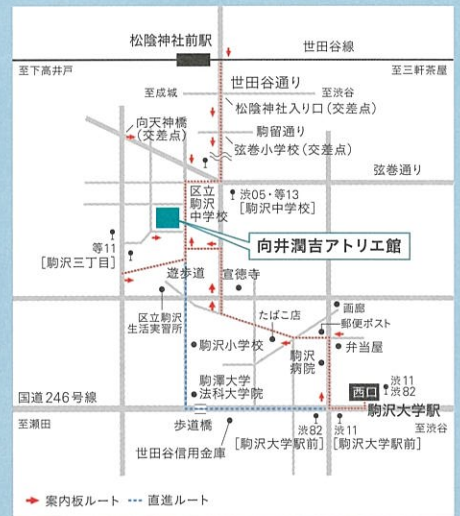 松陰神社前駅
世田谷線
至下高井戸
至三軒茶屋
世田谷通り
至成城
至渋谷
松陰神社入り口(交差点)
向天神橋
(交差点)
駒留通り
弦巻小学校(交差点)
弦巻通り
区立
駒沢
中学校
渋05・等13
[駒沢中学校]
向井潤吉アトリエ館
等11
[駒沢三丁目]
遊歩道
宣徳寺
区立駒沢
生活実習所
たばこ店
画廊
郵便ポスト
弁当屋
駒沢小学校
駒沢
病院
駒澤大学
法科大学院
西口
渋11
渋82
国道246号線
駒沢大学駅
至瀬田
至渋谷
歩道橋
世田谷信用金庫
渋82
[駒沢大学駅前]
渋11
[駒沢大学駅前]
案内板ルート
直進ルート